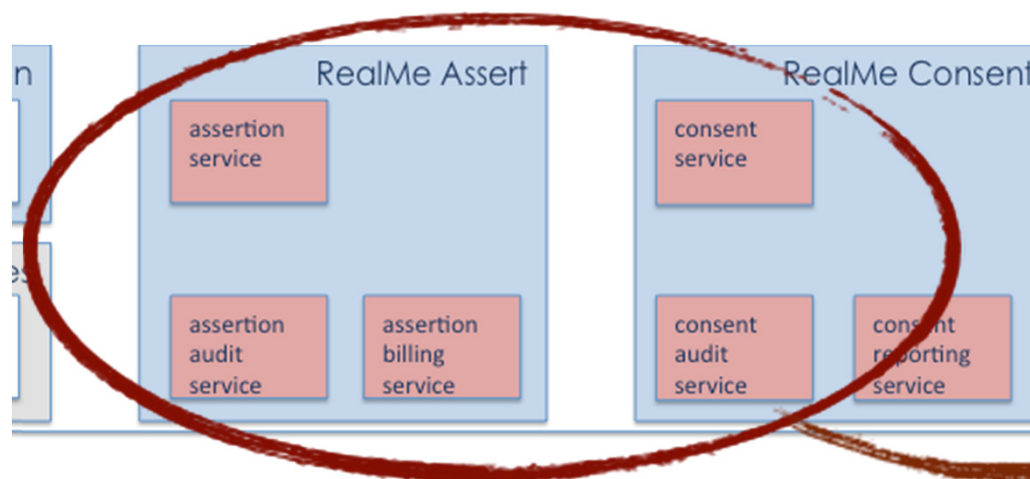 n
RealMe Assert
RealMe Consent
assertion
service
consent
service
es
assertion
audit
service
assertion
billing
service
consent
audit
service
consent
reporting
service